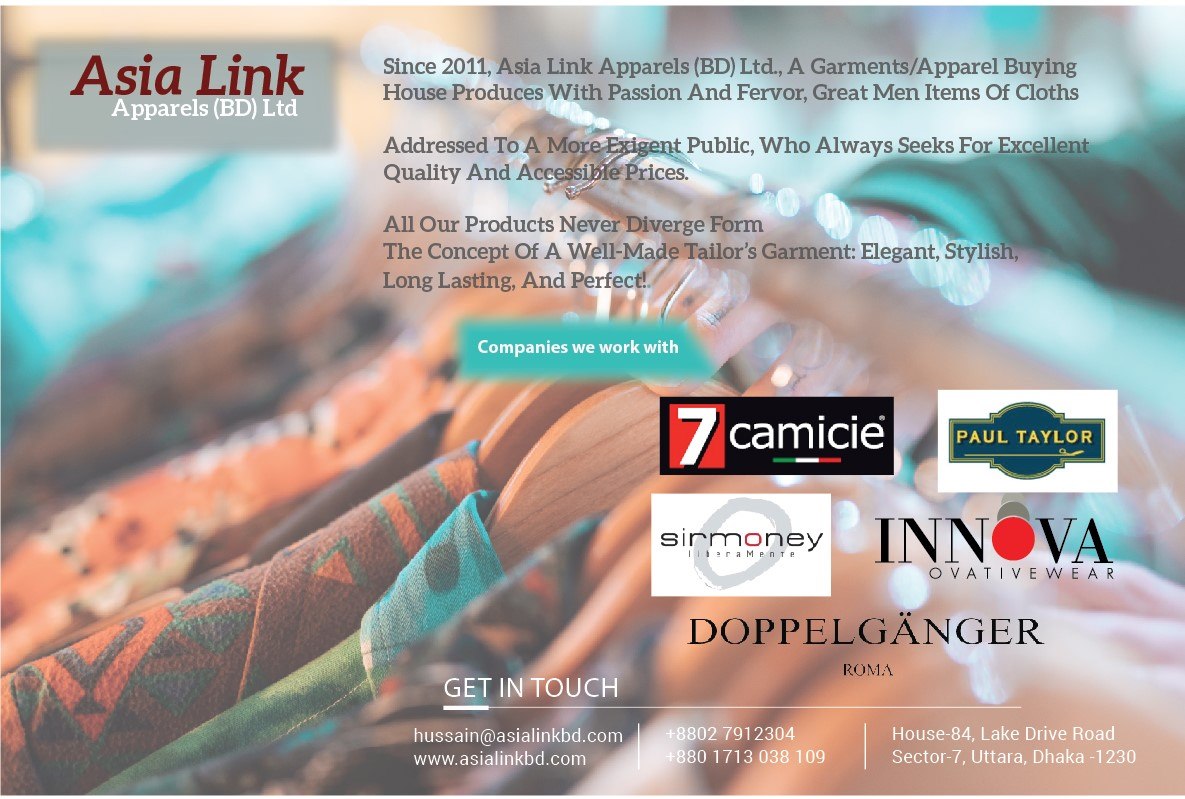 Asia Link
Apparels (BD) Ltd
Since 2011, Asia Link Apparels (BD) Ltd., A Garments/Apparel Buying
House Produces With Passion And Fervor, Great Men Items Of Cloths
Addressed To A More Exigent Public, Who Always Seeks For Excellent
Quality And Accessible Prices.
All Our Products Never Diverge Form
The Concept Of A Well-Made Tailor's Garment: Elegant, Stylish,
Long Lasting, And Perfect!
Companies we work with
7 camicie®
PAUL TAYLOR
sirmoney
liberaMente
INNOVA
OVATIVEWEAR
DOPPELGÄNGER
ROMA
GET IN TOUCH
hussain@asialinkbd.com
www.asialinkbd.com
+8802 7912304
+880 1713 038 109
House-84, Lake Drive Road
Sector-7, Uttara, Dhaka -1230